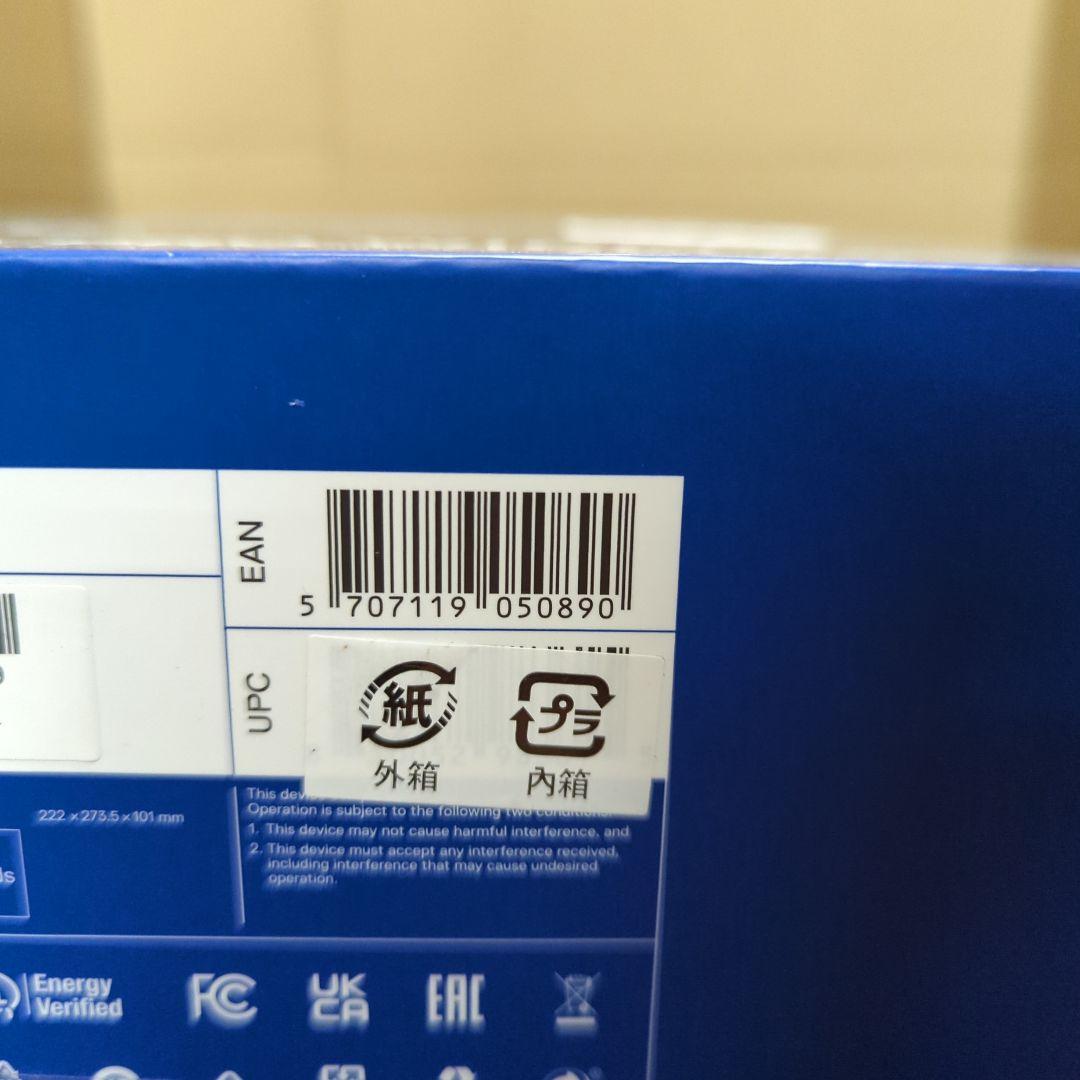 EAN
5 707119 050890
UPC
紙
プラ
外箱
內箱
222 x 273.5 x 101 mm
This
Operation is subject to the following two conditions:
1. This device may not cause harmful interference, and
2. This device must accept any interference received,
including interference that may cause undesired
operation.
Energy
Verified
FC
UK
CA
EAC